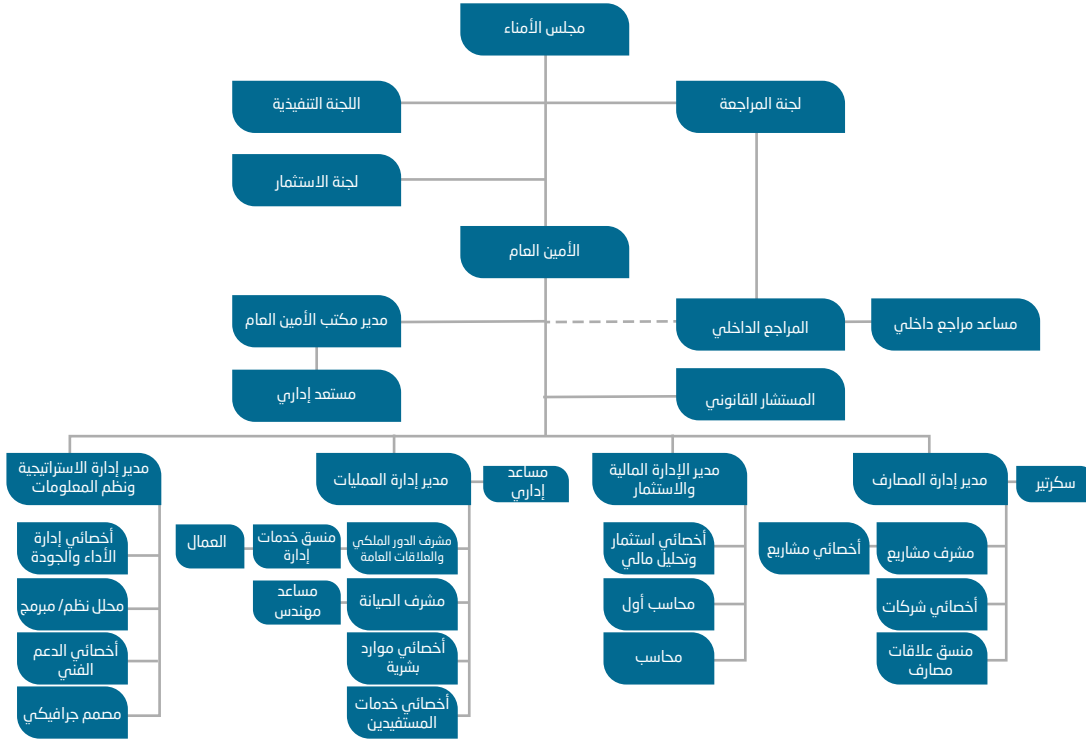 مجلس الأمناء
لجنة المراجعة
اللجنة التنفيذية
لجنة الاستثمار
الأمين العام
مساعد مراجع داخلي
المراجع الداخلي
مدير مكتب الأمين العام
المستشار القانوني
مستعد إداري
سكرتير
مدير إدارة المصارف
مدير الإدارة المالية
والاستثمار
مساعد
إداري
مدير إدارة العمليات
مدير إدارة الاستراتيجية
ونظم المعلومات
مشرف مشاريع
أخصائي مشاريع
أخصائي شركات
منسق علاقات
مصارف
أخصائي استثمار
وتحليل مالي
محاسب أول
محاسب
مشرف الدور الملكي
والعلاقات العامة
منسق خدمات
إدارة
العمال
مشرف الصيانة
مساعد
مهندس
أخصائي موارد
بشرية
أخصائي خدمات
المستفيدين
أخصائي إدارة
الأداء والجودة
محلل نظم/ مبرمج
أخصائي الدعم
الفني
مصمم جرافيكي